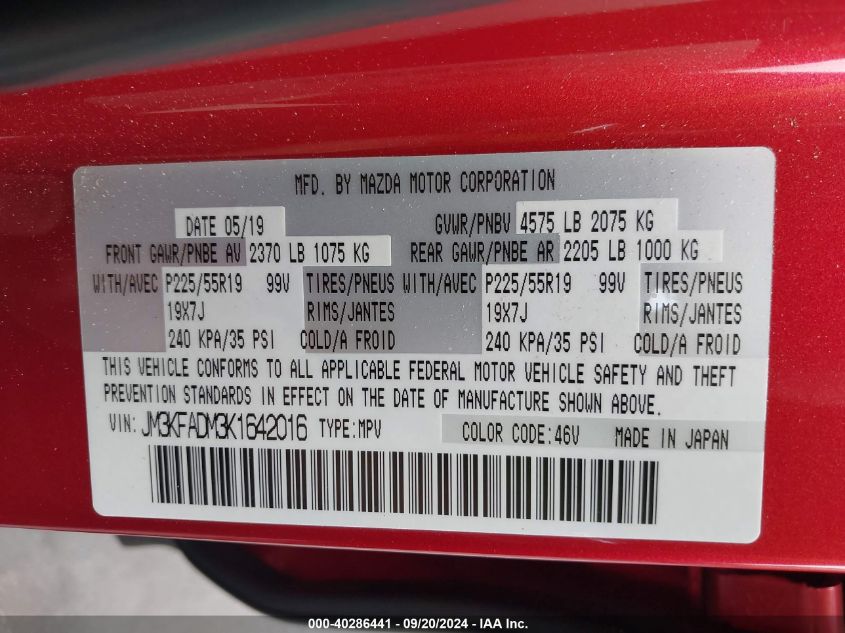 MFD. BY MAZDA MOTOR CORPORATION
DATE 05/19 GVWR/PNBV 4575 LB 2075 KG
FRONT GAWR/PNBE AV 2370 LB 1075 KG REAR GAWR/PNBE AR 2205 LB 1000 KG
WITH/AVEC P225/55R19 99V TIRES/PNEUS WITH/AVEC P225/55R19 99V TIRES/PNEUS
19X7J RIMS/JANTES 19X7J RIMS/JANTES
240 KPA/35 PSI COLD/A FROID 240 KPA/35 PSI COLD/A FROID
THIS VEHICLE CONFORMS TO ALL APPLICABLE FEDERAL MOTOR VEHICLE SAFETY AND THEFT
PREVENTION STANDARDS IN EFFECT ON THE DATE OF MANUFACTURE SHOWN ABOVE.
VIN: JM3KFADM3K1642016 TYPE:MPV COLOR CODE:46V MADE IN JAPAN
000-40286441 - 09/20/2024 - IAA Inc.